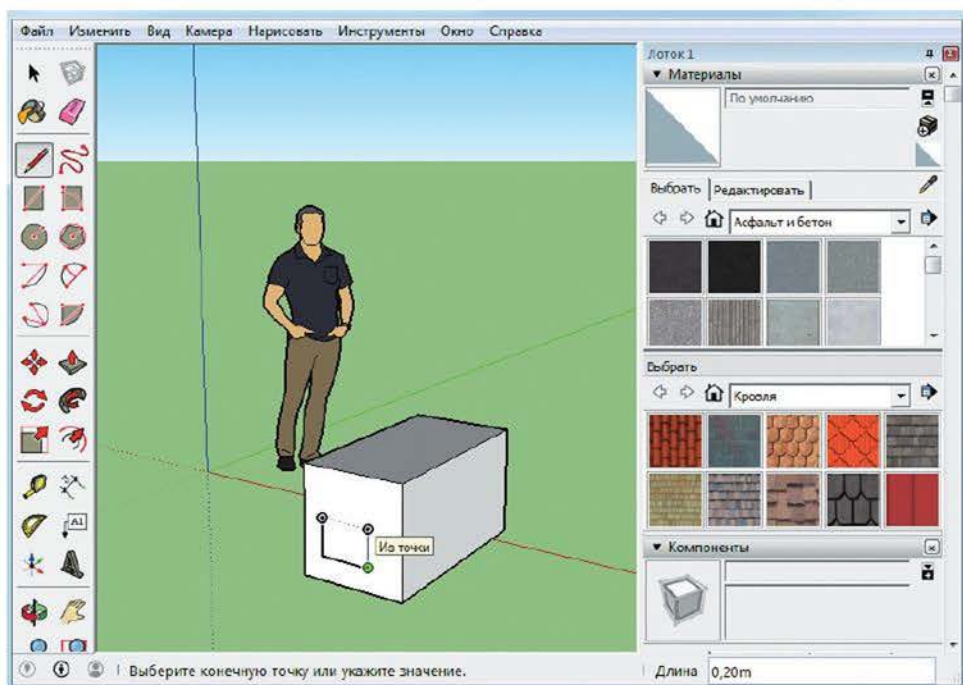 Файл Изменить Вид Камера Нарисовать Инструменты Окно Справка
Лоток 1
Материалы
По умолчанию
Выбрать Редактировать
Асфальт и бетон
Выбрать
Кровля
A1
Из точки
Компоненты
Выберите конечную точку или укажите значение.
Длина 0,20m